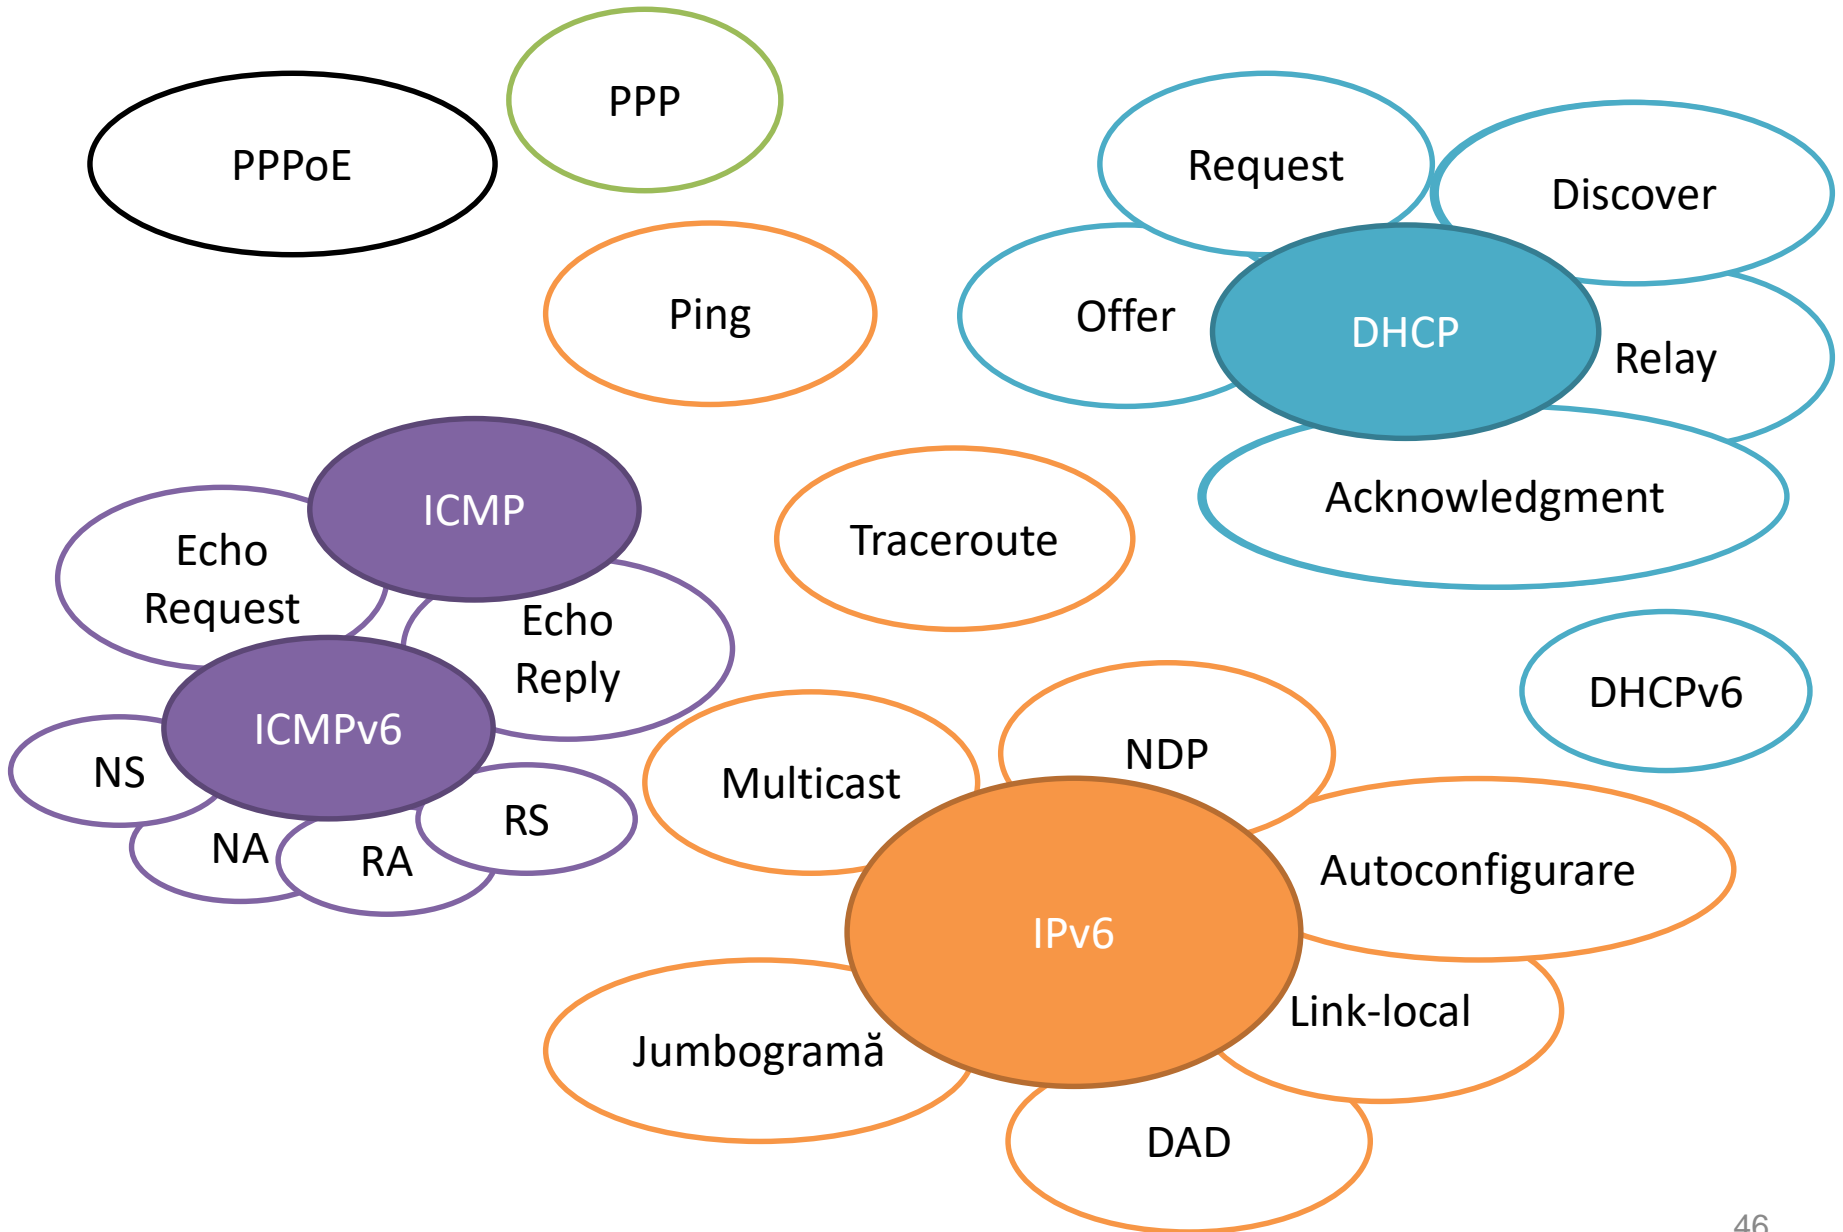 PPP
PPPoE
Request
Discover
Ping
Offer
DHCP
Relay
ICMP
Acknowledgment
Echo
Request
Traceroute
Echo
Reply
DHCPv6
ICMPv6
NDP
NS
Multicast
RS
NA
RA
Autoconfigurare
IPv6
Link-local
Jumbogramă
DAD
46